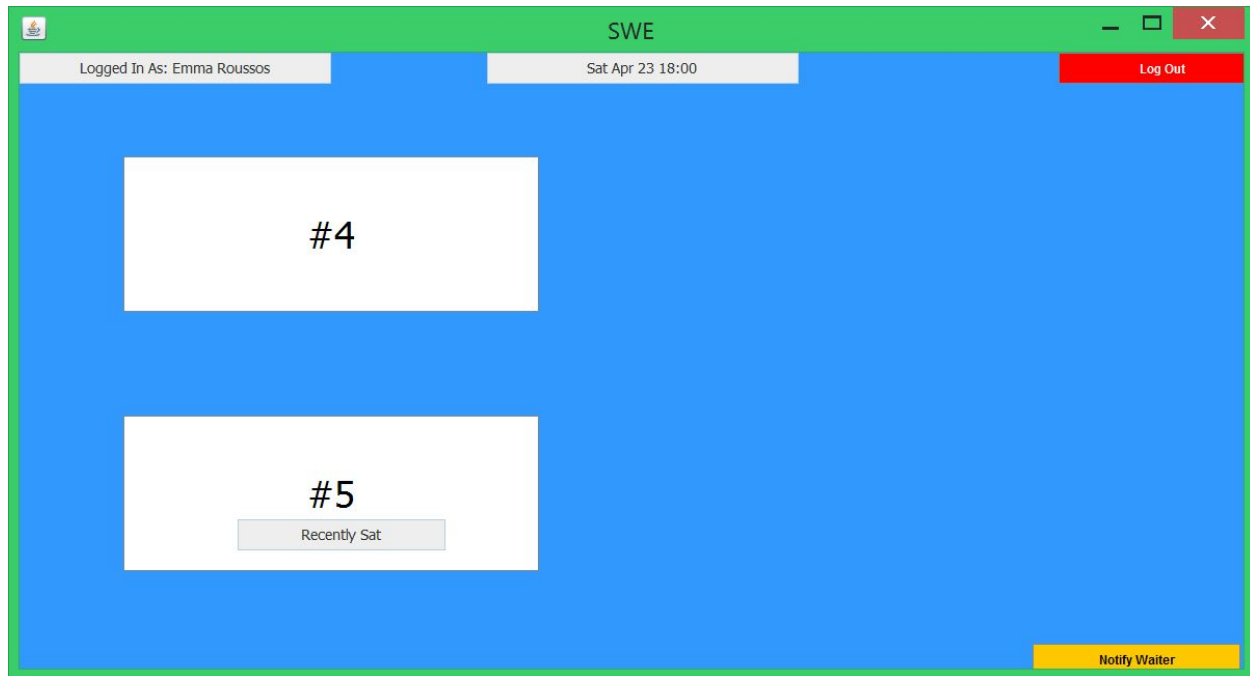 SWE
Logged In As: Emma Roussos
Sat Apr 23 18:00
Log Out
#4
#5
Recently Sat
Notify Waiter